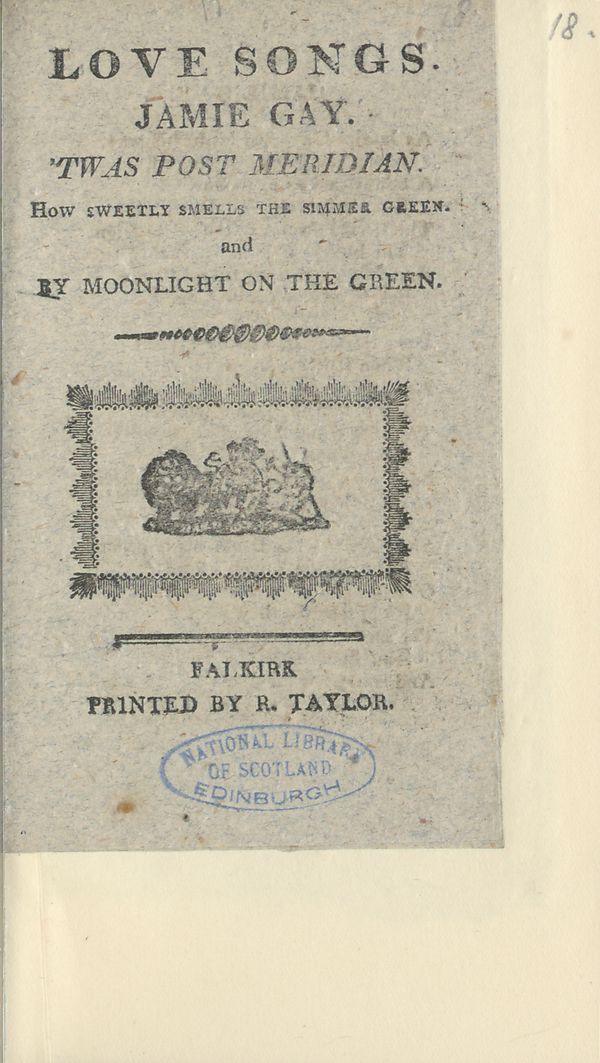 18.
LOVE SONGS.
JAMIE GAY.
'TWAS POST MERIDIAN.
HOW SWEETLY SMELLS THE SIMMER GREEN.
and
BY MOONLIGHT ON THE GREEN.
FALKIRK
PR1NTED BY R. TAYLOR.
NATIONAL LIBRARY
OF SCOTLAND
EDINBURGH